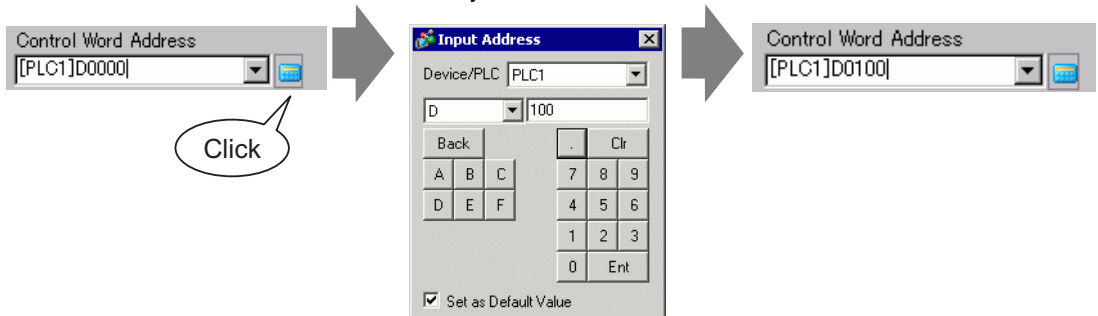 Control Word Address
[PLC1]D0000
Click
Input Address
Device/PLC PLC1
D 100
Back . Clr
A B C 7 8 9
D E F 4 5 6
1 2 3
0 Ent
Set as Default Value
Control Word Address
[PLC1]D0100